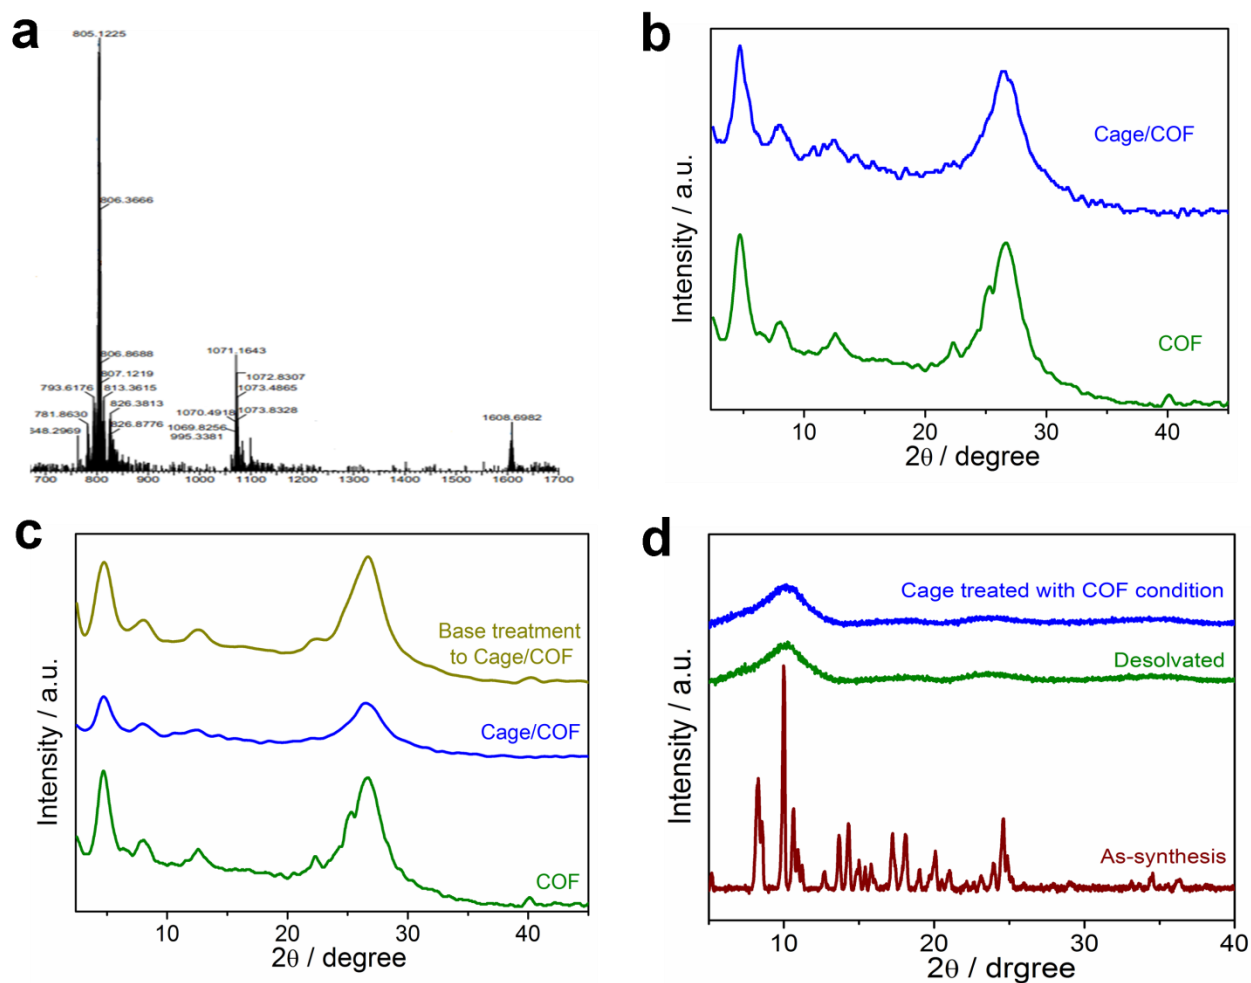 a
805.1225
806.3666
806.8688
807.1219
793.6176
813.3615
781.8630
826.3813
826.8776
648.2969
1071.1643
1072.8307
1073.4865
1070.4918
1073.8328
1069.8256
995.3381
1608.6982
700 800 900 1000 1100 1200 1300 1400 1500 1600 1700
b
Intensity / a.u.
Cage/COF
COF
10 20 30 40
2θ / degree
c
Intensity / a.u.
Base treatment
to Cage/COF
Cage/COF
COF
10 20 30 40
2θ / degree
d
Intensity / a.u.
Cage treated with COF condition
Desolvated
As-synthesis
10 20 30 40
2θ / drgree